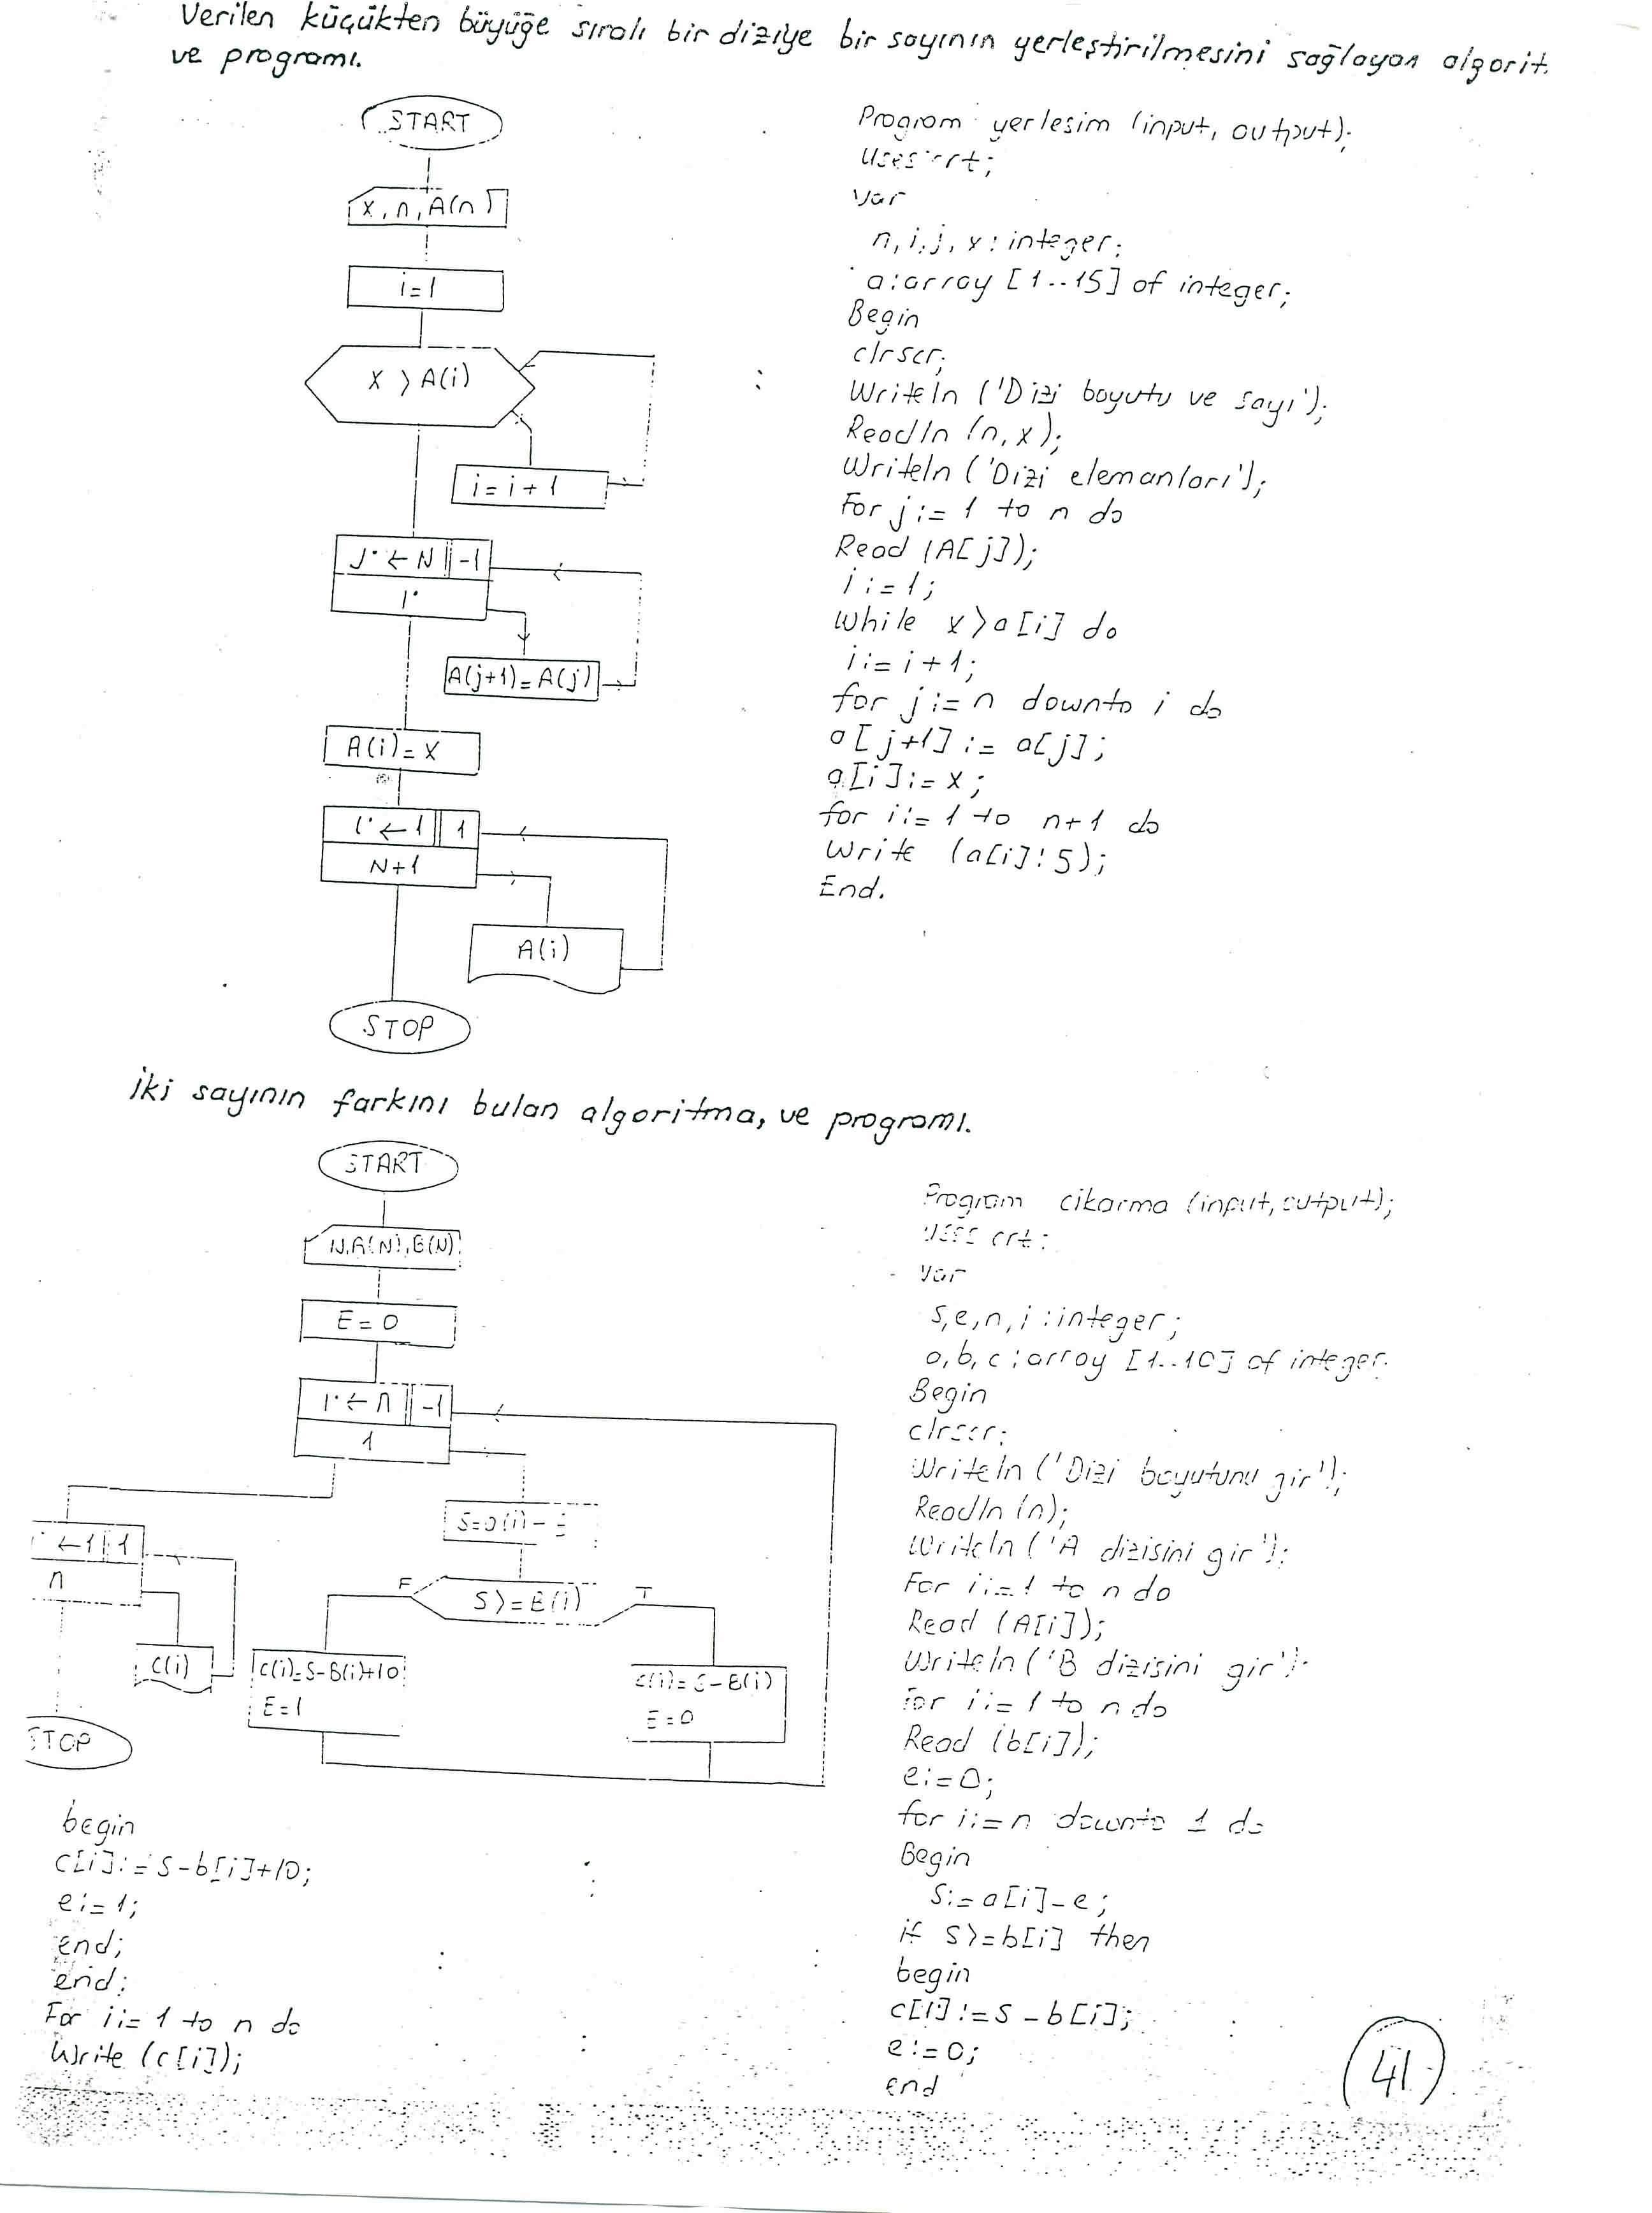 Verilen küçükten büyüğe sıralı bir diziye bir sayının yerleştirilmesini sağlayan algorit.
ve programı.
START
X, n, A(n)
i=1
X > A(i)
i=i+1
J ← N -1
i
A(j+1)=A(j)
A(i)=X
i ← 1 1
N+1
A(i)
STOP
Program yerlesim (input, output);
Uses crt;
Var
n, i, j, x : integer;
a:array [1..15] of integer;
Begin
clrscr;
Writeln ('Dizi boyutu ve sayı');
Readln (n, x);
Writeln ('Dizi elemanlari');
For j:= 1 to n do
Read (A[j]);
i:=1;
While x>a[i] do
i:=i+1;
for j:=n downto i do
a[j+1]:= a[j];
a[i]:=x;
for i:= 1 to n+1 do
Write (a[i]:5);
End.
İki sayının farkını bulan algoritma, ve programı.
START
N,A(N),B(N)
E=0
i ← n -1
1
S=a(i)-E
F S>=B(i) T
C(i)=S-B(i)+10
E=1
C(i)=S-B(i)
E=0
←1 1
n
C(i)
STOP
Program cikarma (input, output);
Uses crt;
Var
s,e,n,i : integer;
a,b,c : array [1..10] of integer.
Begin
clrscr;
Writeln ('Dizi boyutunu gir');
Readln (n);
Writeln ('A dizisini gir');
For i:=1 to n do
Read (A[i]);
Writeln ('B dizisini gir');
for i:= 1 to n do
Read (b[i]);
e:=0;
for i:=n downto 1 do
Begin
S:=a[i]-e;
if S>=b[i] then
begin
c[i]:=S-b[i];
e:=0;
end
begin
c[i]:=S-b[i]+10;
e:=1;
end;
end;
For i:= 1 to n do
Write (c[i]);
41